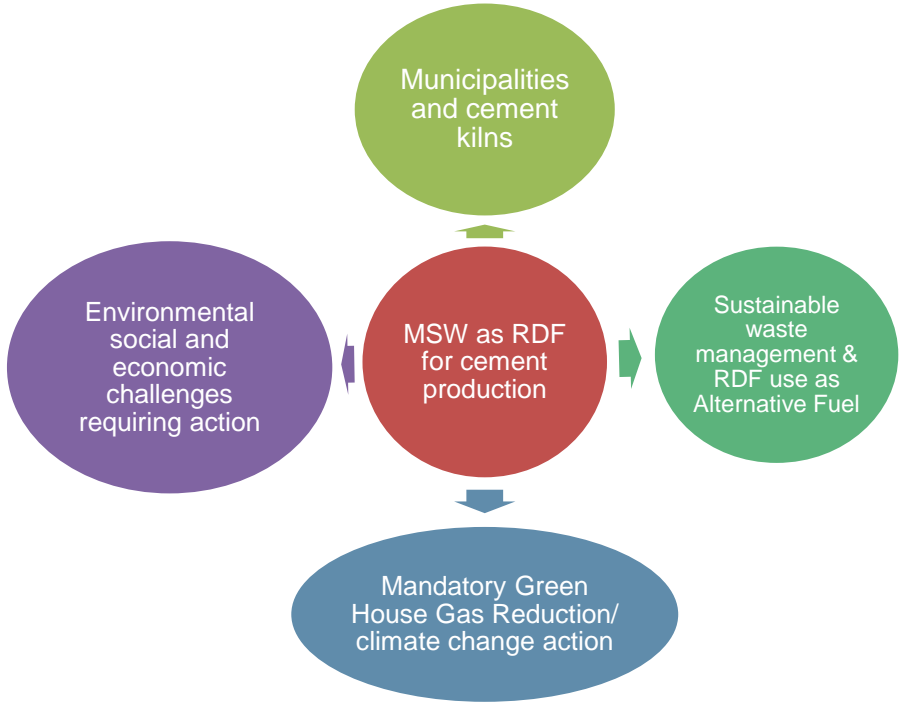 Municipalities
and cement
kilns
Environmental
social and
economic
challenges
requiring action
MSW as RDF
for cement
production
Sustainable
waste
management &
RDF use as
Alternative Fuel
Mandatory Green
House Gas Reduction/
climate change action